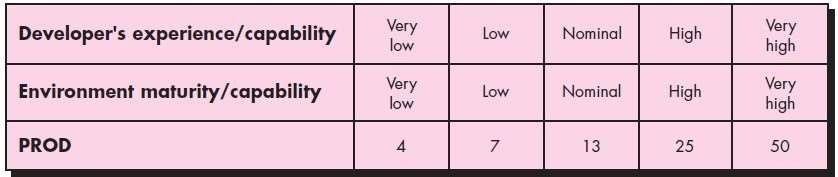 Developer's experience/capability Very low Low Nominal High Very high
Environment maturity/capability Very low Low Nominal High Very high
PROD 4 7 13 25 50